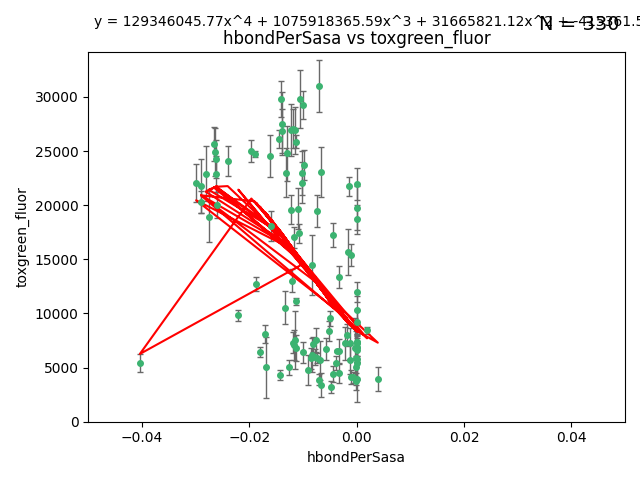 y = 129346045.77x^4 + 1075918365.59x^3 + 31665821.12x^2 +
N = 330
hbondPerSasa vs toxgreen_fluor
toxgreen_fluor
30000
25000
20000
15000
10000
5000
0
−0.04
−0.02
0.00
0.02
0.04
hbondPerSasa